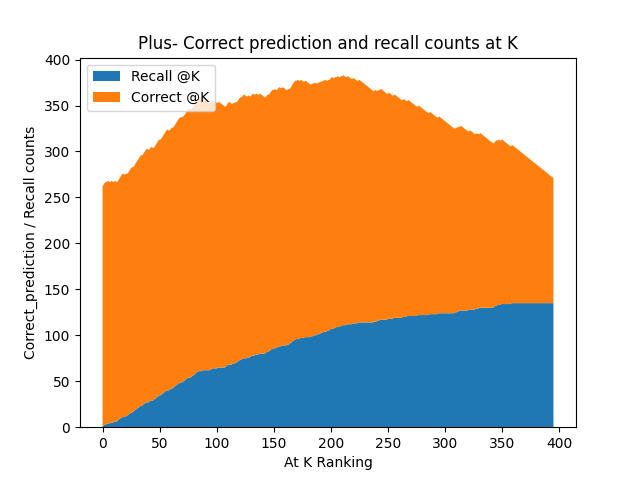 Plus- Correct prediction and recall counts at K
Recall @K
Correct @K
Correct_prediction / Recall counts
400
350
300
250
200
150
100
50
0
0 50 100 150 200 250 300 350 400
At K Ranking